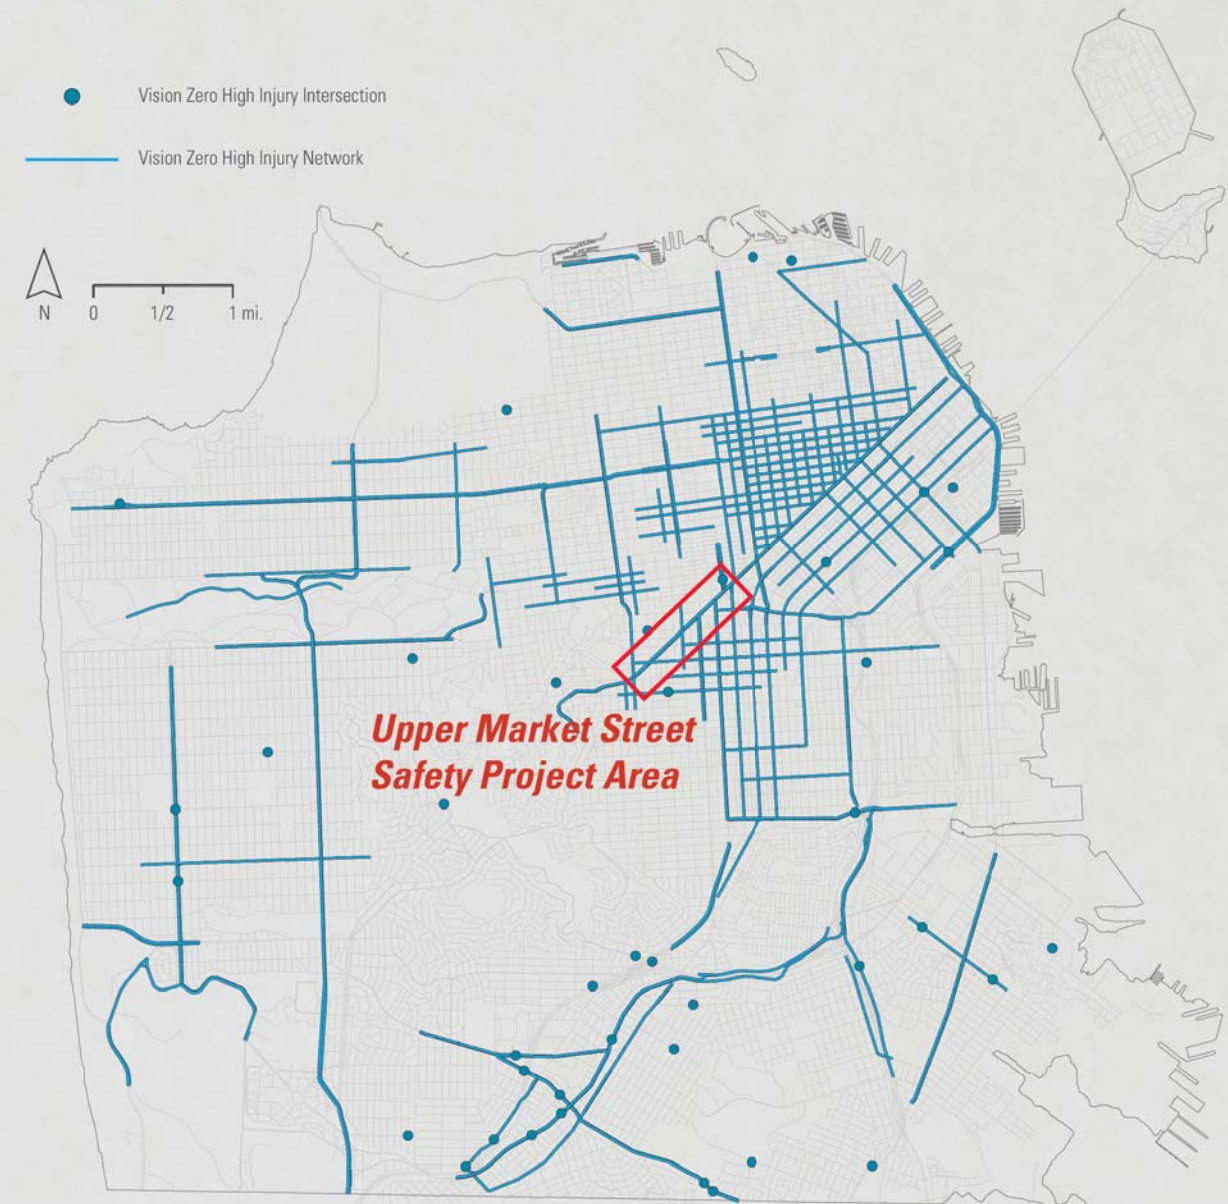 Vision Zero High Injury Intersection
Vision Zero High Injury Network
N 0 1/2 1 mi.
Upper Market Street
Safety Project Area